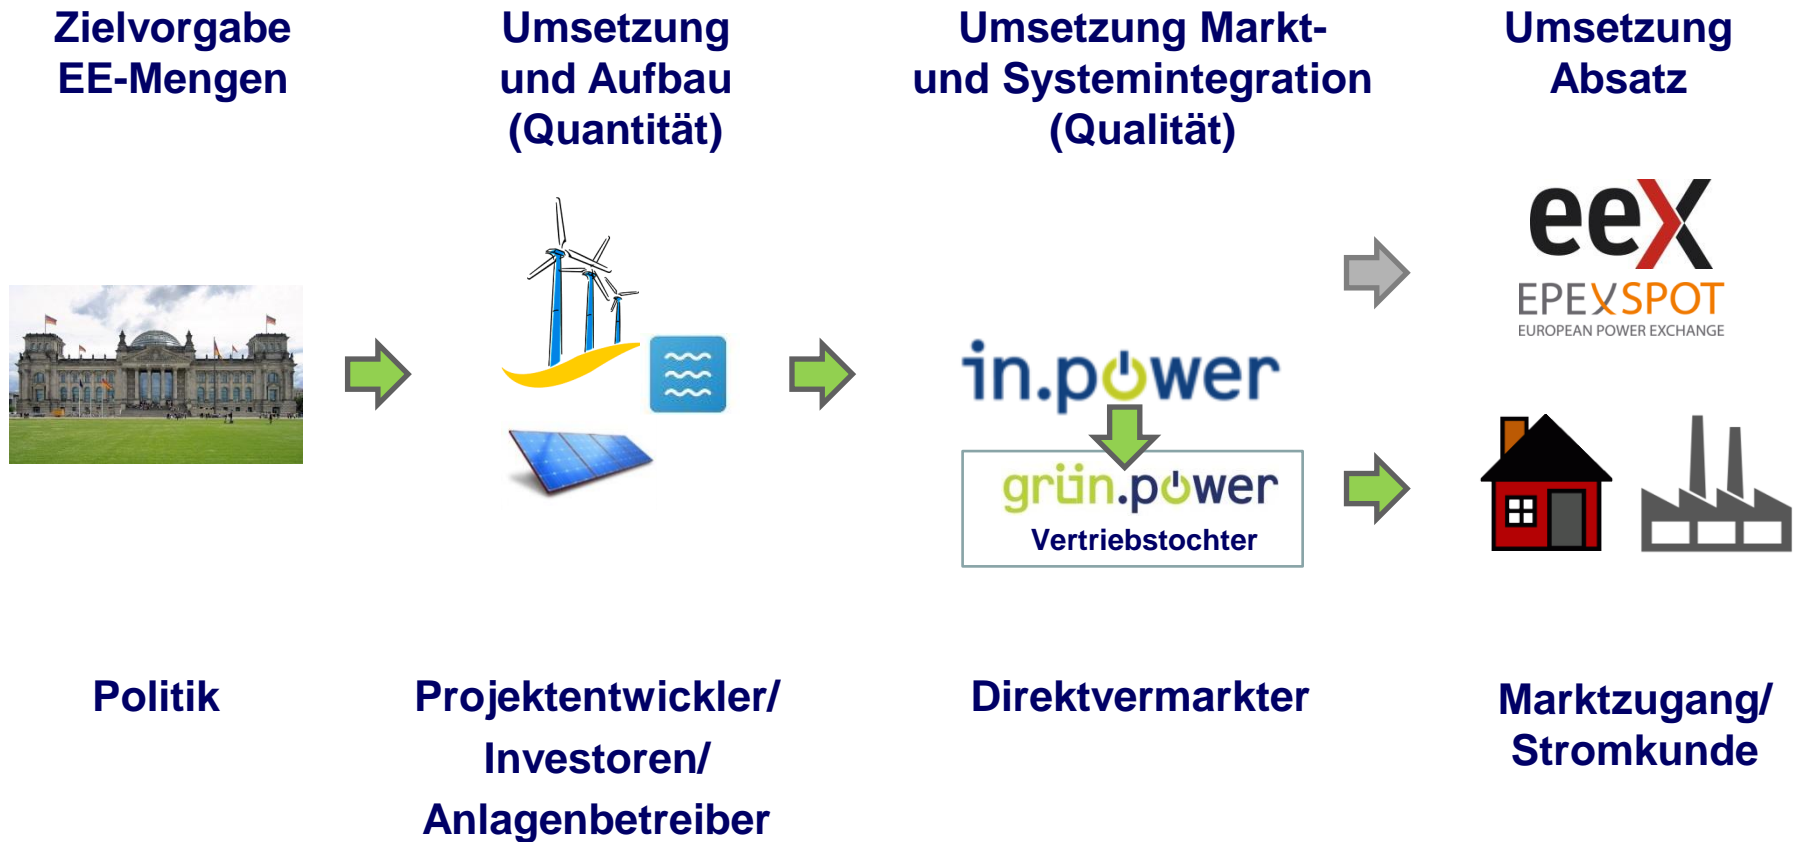 Zielvorgabe
EE-Mengen
Umsetzung
und Aufbau
(Quantität)
Umsetzung Markt-
und Systemintegration
(Qualität)
Umsetzung
Absatz
eex
EPEXSPOT
EUROPEAN POWER EXCHANGE
in.power
grün.power
Vertriebstochter
Politik
Projektentwickler/
Investoren/
Anlagenbetreiber
Direktvermarkter
Marktzugang/
Stromkunde